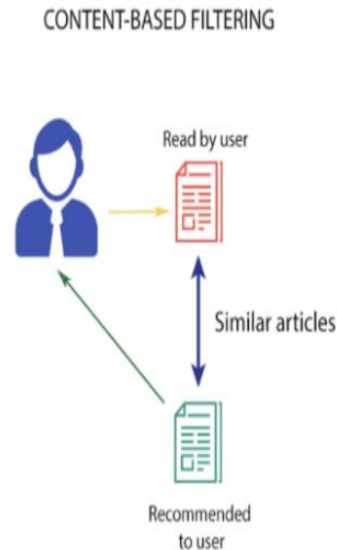 CONTENT-BASED FILTERING
Read by user
Similar articles
Recommended
to user